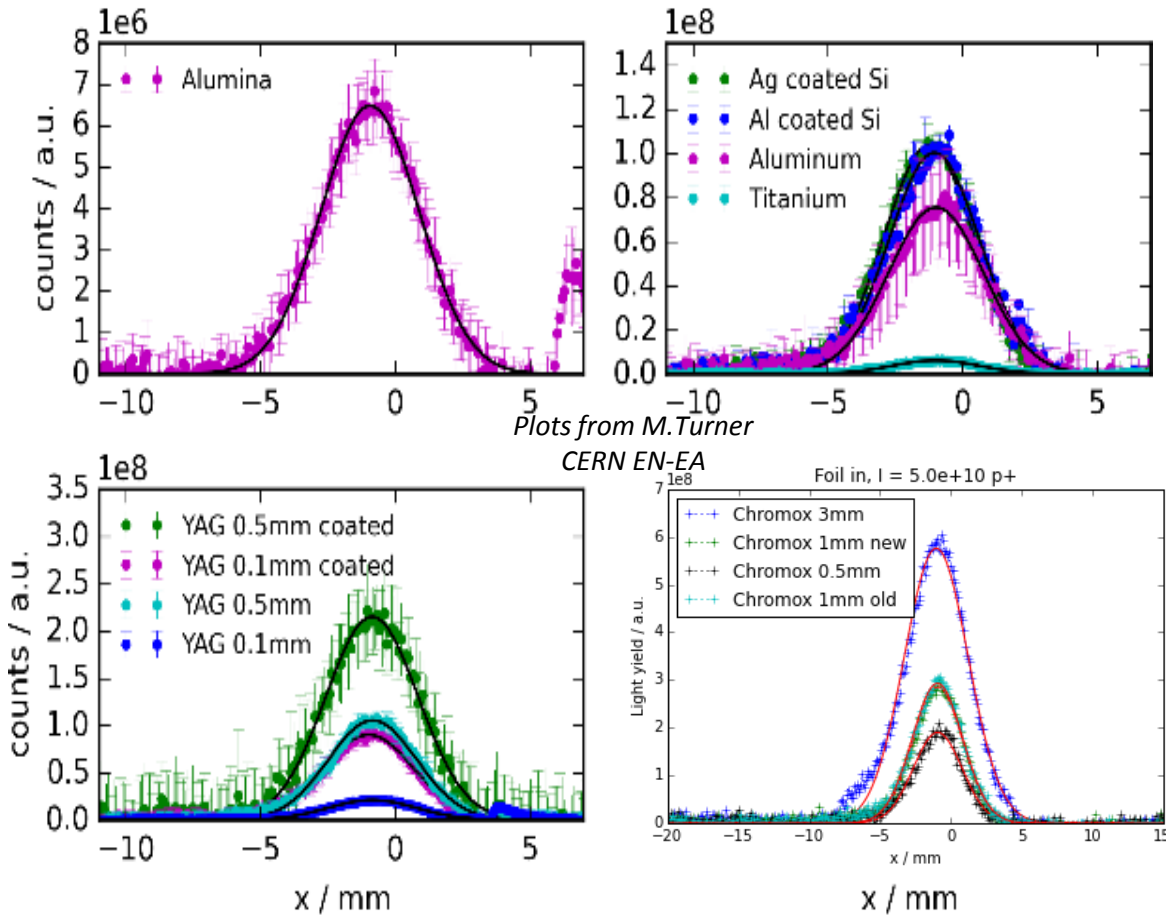 1e6
8
7
6
5
4
3
2
1
0
counts / a.u.
Alumina
−10 −5 0 5
1e8
1.4
1.2
1.0
0.8
0.6
0.4
0.2
0.0
Ag coated Si
Al coated Si
Aluminum
Titanium
−10 −5 0 5
Plots from M.Turner
CERN EN-EA
1e8
3.5
3.0
2.5
2.0
1.5
1.0
0.5
0.0
counts / a.u.
YAG 0.5mm coated
YAG 0.1mm coated
YAG 0.5mm
YAG 0.1mm
−10 −5 0 5
x / mm
Foil in, I = 5.0e+10 p+
1e8
7
6
5
4
3
2
1
0
Light yield / a.u.
Chromox 3mm
Chromox 1mm new
Chromox 0.5mm
Chromox 1mm old
−20 −15 −10 −5 0 5 10 15
x / mm
x / mm